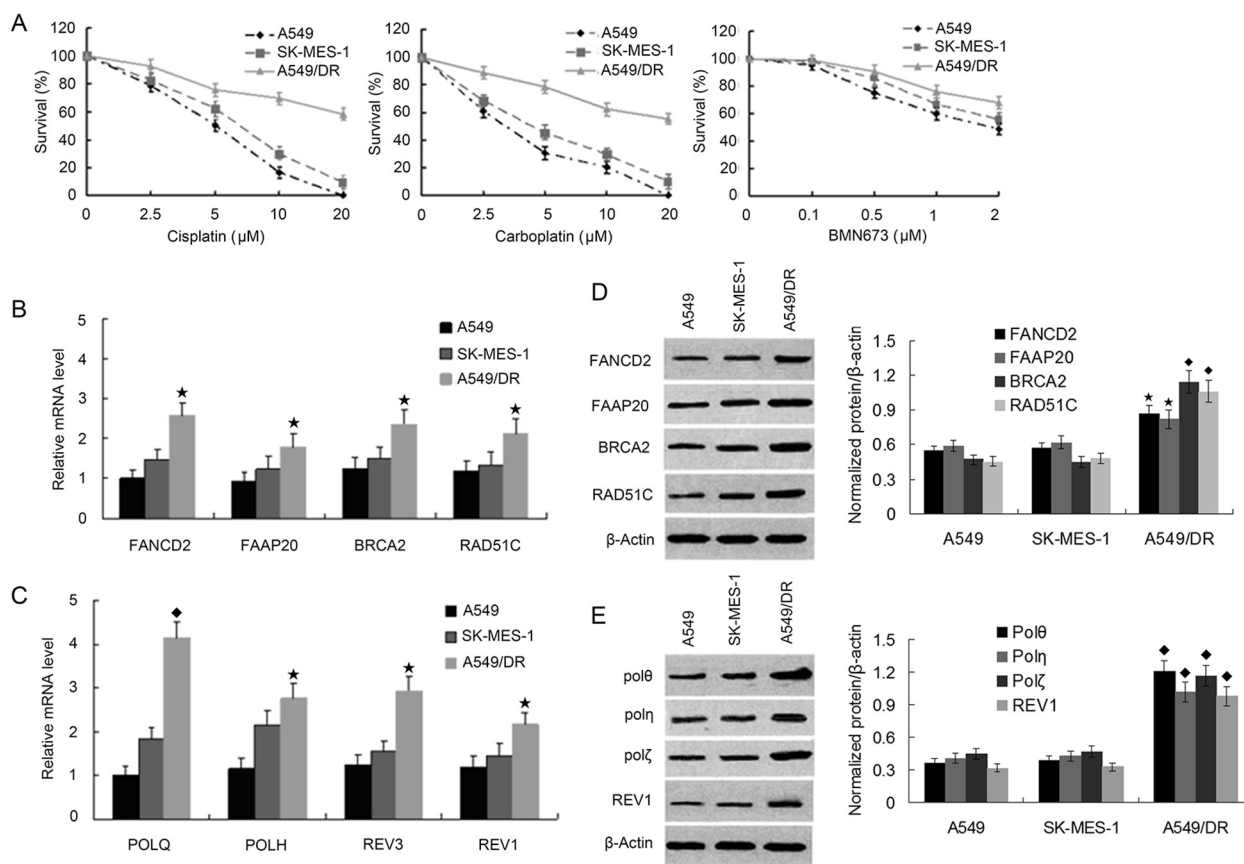 A
120
100
80
60
40
20
0
Survival (%)
A549
SK-MES-1
A549/DR
0 2.5 5 10 20
Cisplatin (µM)
120
100
80
60
40
20
0
Survival (%)
A549
SK-MES-1
A549/DR
0 2.5 5 10 20
Carboplatin (µM)
120
100
80
60
40
20
0
Survival (%)
A549
SK-MES-1
A549/DR
0 0.1 0.5 1 2
BMN673 (µM)
B
5
4
3
2
1
0
Relative mRNA level
A549
SK-MES-1
A549/DR
FANCD2 FAAP20 BRCA2 RAD51C
C
5
4
3
2
1
0
Relative mRNA level
A549
SK-MES-1
A549/DR
POLQ POLH REV3 REV1
D
A549 SK-MES-1 A549/DR
FANCD2
FAAP20
BRCA2
RAD51C
β-Actin
1.5
1.2
0.9
0.6
0.3
0
Normalized protein/β-actin
FANCD2
FAAP20
BRCA2
RAD51C
A549 SK-MES-1 A549/DR
E
A549 SK-MES-1 A549/DR
polθ
polη
polζ
REV1
β-Actin
1.5
1.2
0.9
0.6
0.3
0
Normalized protein/β-actin
Polθ
Polη
Polζ
REV1
A549 SK-MES-1 A549/DR